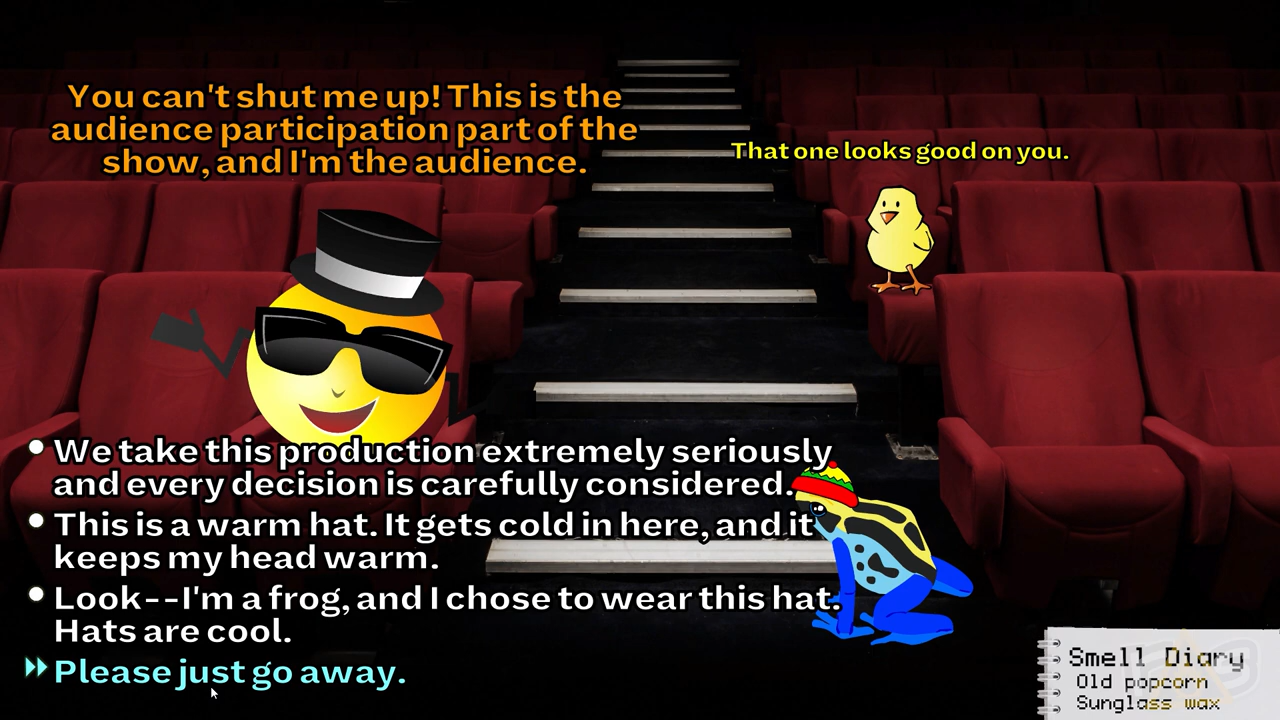 You can't shut me up! This is the
audience participation part of the
show, and I'm the audience.
That one looks good on you.
We take this production extremely seriously
and every decision is carefully considered.
This is a warm hat. It gets cold in here, and it
keeps my head warm.
Look--I'm a frog, and I chose to wear this hat.
Hats are cool.
Please just go away.
Smell Diary
Old popcorn
Sunglass wax